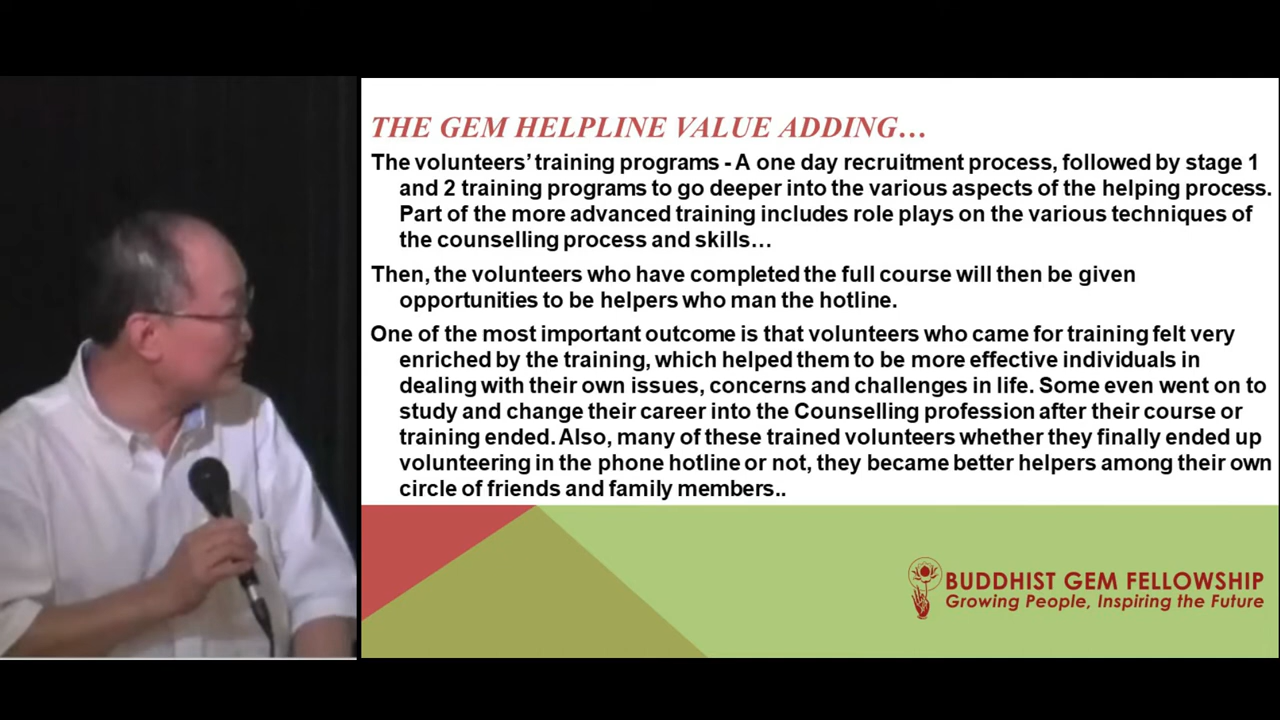 THE GEM HELPLINE VALUE ADDING…
The volunteers’ training programs - A one day recruitment process, followed by stage 1
and 2 training programs to go deeper into the various aspects of the helping process.
Part of the more advanced training includes role plays on the various techniques of
the counselling process and skills…
Then, the volunteers who have completed the full course will then be given
opportunities to be helpers who man the hotline.
One of the most important outcome is that volunteers who came for training felt very
enriched by the training, which helped them to be more effective individuals in
dealing with their own issues, concerns and challenges in life. Some even went on to
study and change their career into the Counselling profession after their course or
training ended. Also, many of these trained volunteers whether they finally ended up
volunteering in the phone hotline or not, they became better helpers among their own
circle of friends and family members..
BUDDHIST GEM FELLOWSHIP
Growing People, Inspiring the Future